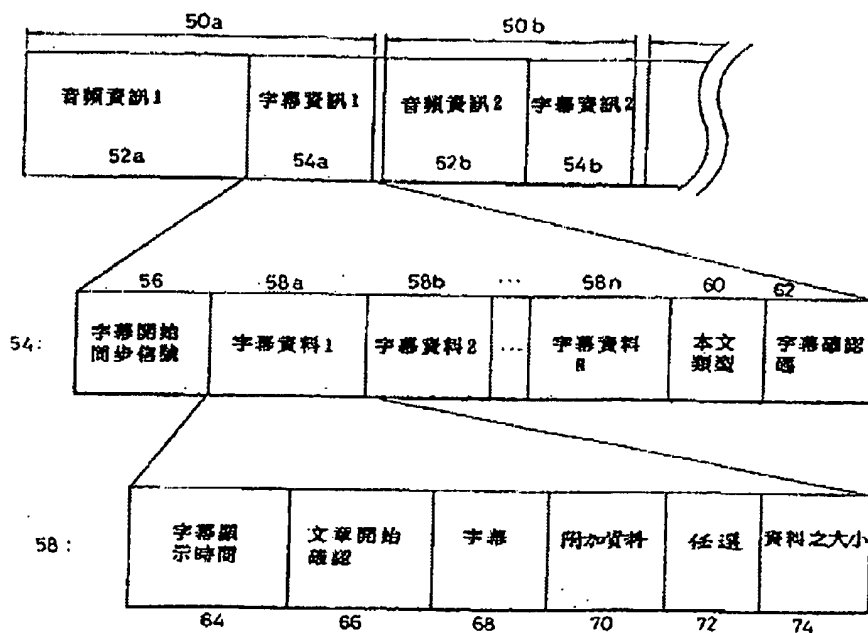 50a 50b
音頻資訊1 字幕資訊1 音頻資訊2 字幕資訊2
52a 54a 52b 54b
56 58a 58b ... 58n 60 62
54: 字幕開始 字幕資料1 字幕資料2 ... 字幕資料 本文 字幕確認
同步信號 n 類型 碼
58: 字幕顯 文章開始 字幕 附加資料 任選 資料之大小
示時間 確認
64 66 68 70 72 74